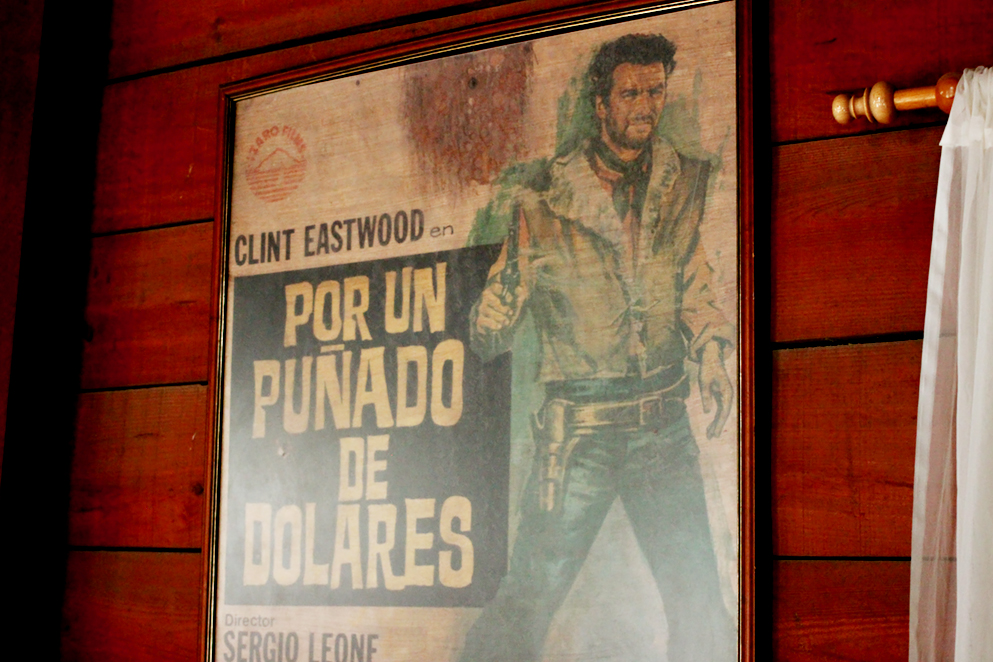 CLINT EASTWOOD en
POR UN
PUÑADO
DE
DOLARES
Director
SERGIO LEONE